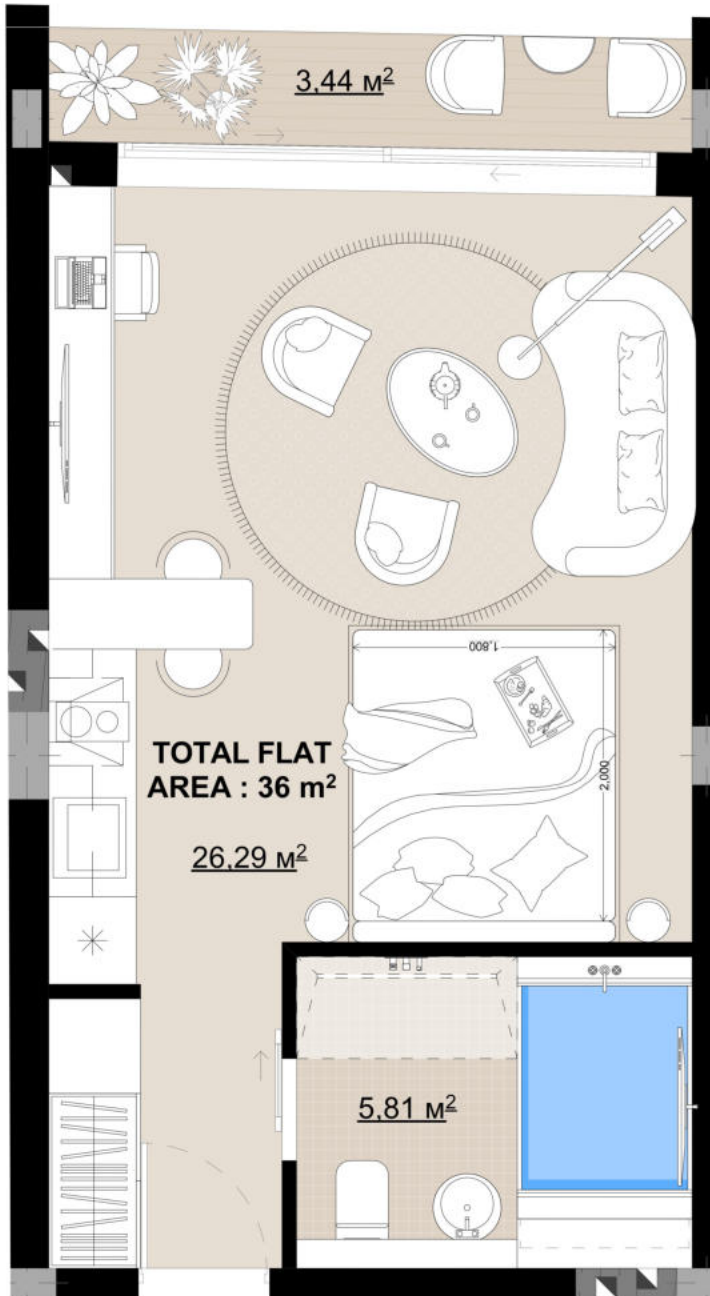 3,44 м²
1,800
2,000
TOTAL FLAT
AREA : 36 m²
26,29 м²
5,81 м²